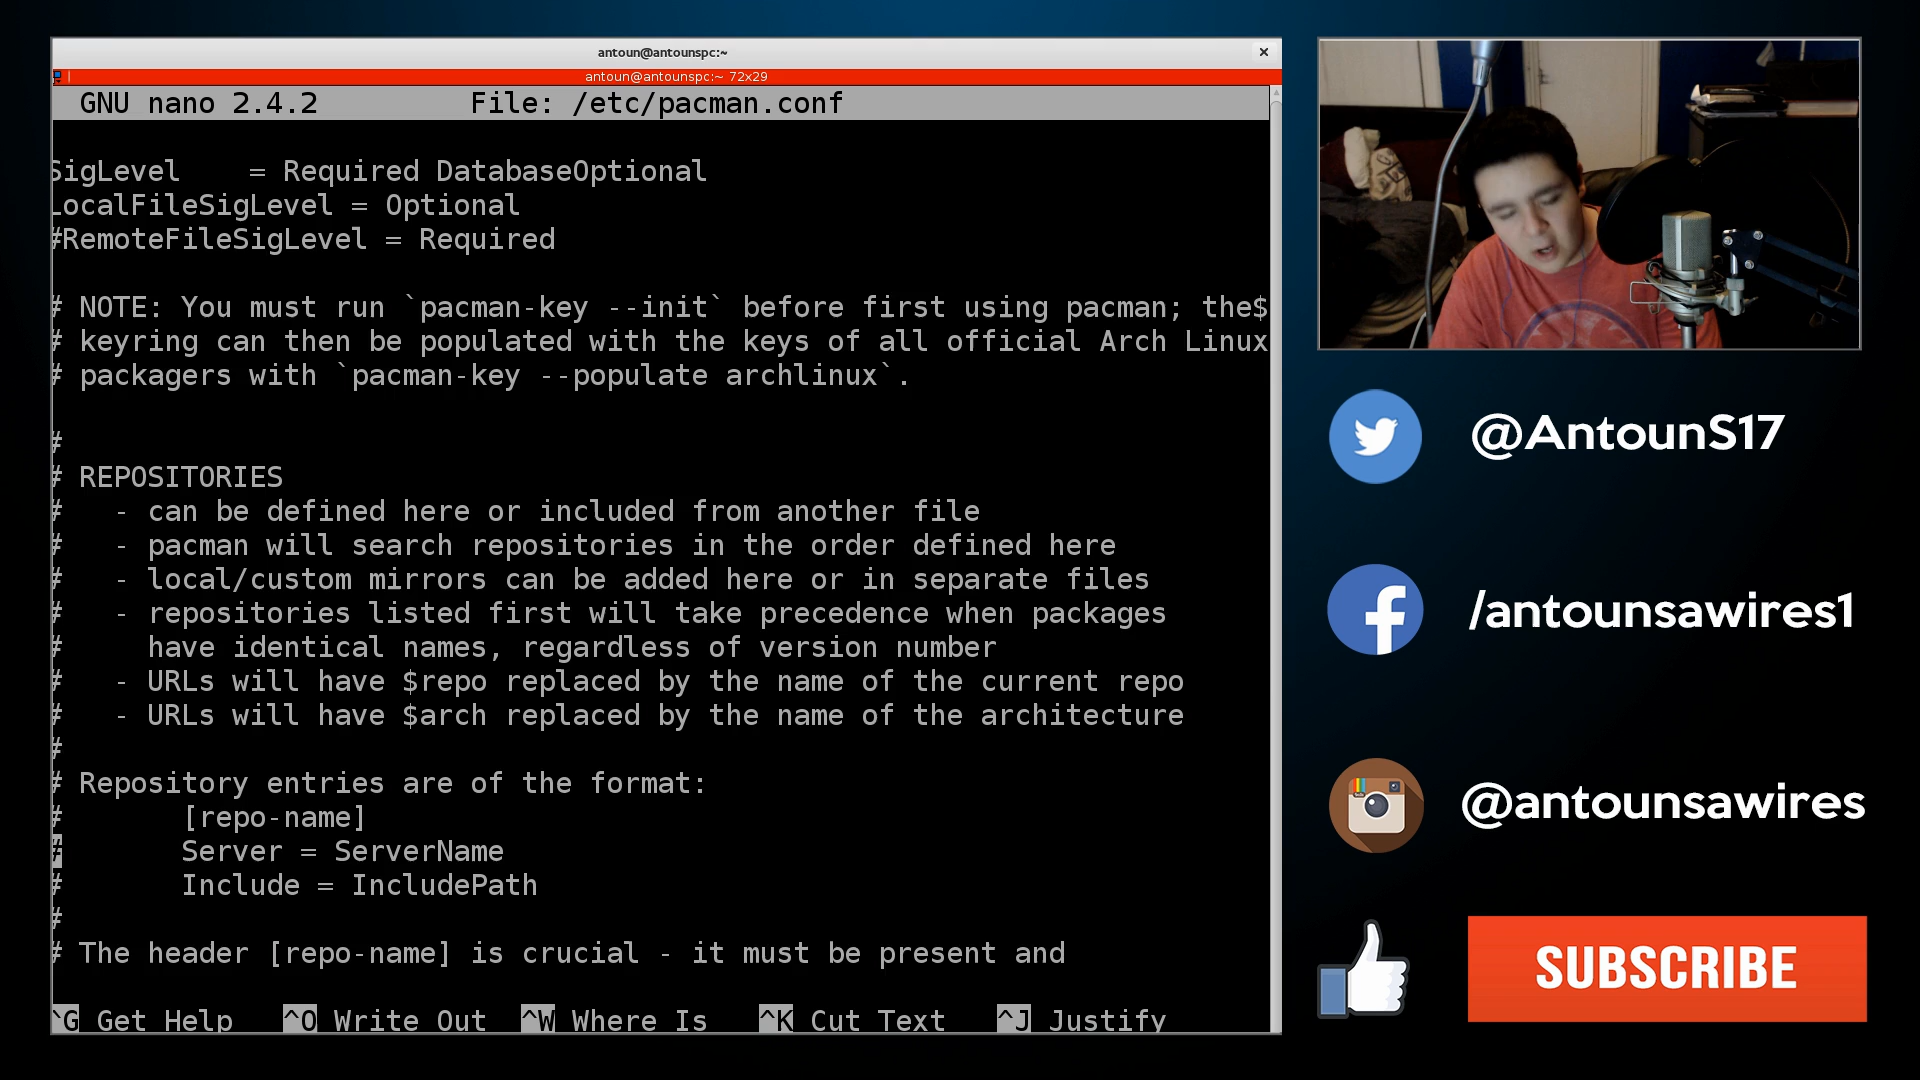 antoun@antounspc:~
antoun@antounspc:~ 72x29
GNU nano 2.4.2 File: /etc/pacman.conf
SigLevel = Required DatabaseOptional
LocalFileSigLevel = Optional
#RemoteFileSigLevel = Required
# NOTE: You must run `pacman-key --init` before first using pacman; the$
# keyring can then be populated with the keys of all official Arch Linux
# packagers with `pacman-key --populate archlinux`.
#
# REPOSITORIES
# - can be defined here or included from another file
# - pacman will search repositories in the order defined here
# - local/custom mirrors can be added here or in separate files
# - repositories listed first will take precedence when packages
# have identical names, regardless of version number
# - URLs will have $repo replaced by the name of the current repo
# - URLs will have $arch replaced by the name of the architecture
#
# Repository entries are of the format:
# [repo-name]
# Server = ServerName
# Include = IncludePath
#
# The header [repo-name] is crucial - it must be present and
^G Get Help ^O Write Out ^W Where Is ^K Cut Text ^J Justify
@AntounS17
/antounsawires1
@antounsawires
SUBSCRIBE